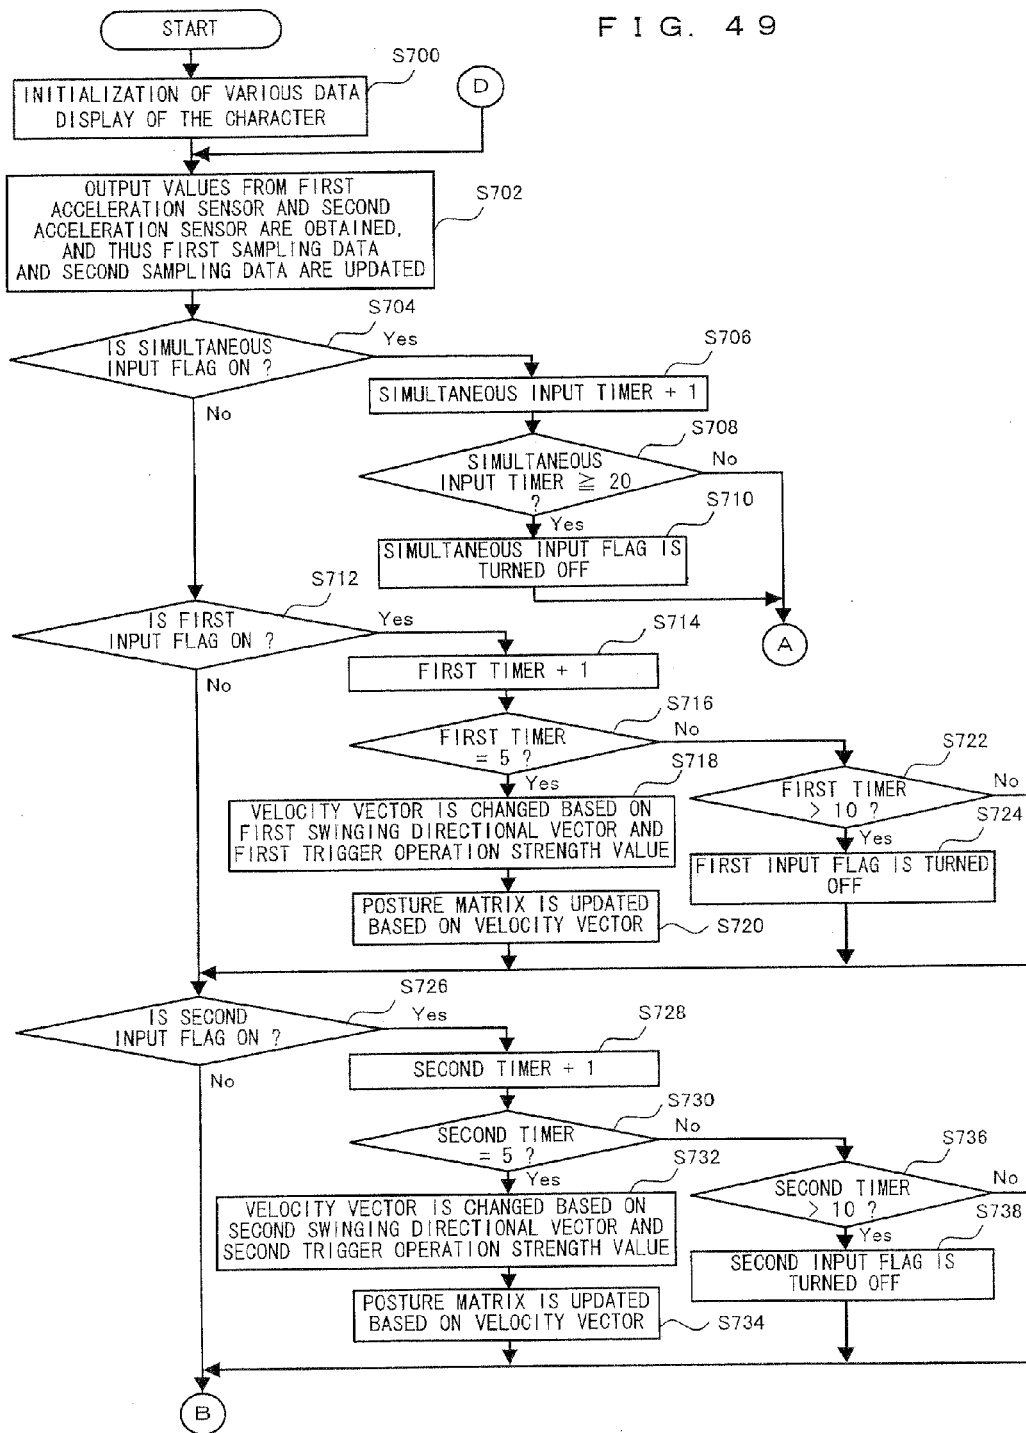 FIG. 49
START
S700
INITIALIZATION OF VARIOUS DATA
DISPLAY OF THE CHARACTER
D
OUTPUT VALUES FROM FIRST
ACCELERATION SENSOR AND SECOND
ACCELERATION SENSOR ARE OBTAINED,
AND THUS FIRST SAMPLING DATA
AND SECOND SAMPLING DATA ARE UPDATED
S702
S704
IS SIMULTANEOUS
INPUT FLAG ON ?
Yes
No
S706
SIMULTANEOUS INPUT TIMER + 1
S708
SIMULTANEOUS
INPUT TIMER ≧ 20
?
No
Yes
S710
SIMULTANEOUS INPUT FLAG IS
TURNED OFF
A
S712
IS FIRST
INPUT FLAG ON ?
Yes
No
S714
FIRST TIMER + 1
S716
FIRST TIMER
= 5 ?
No
Yes
S718
VELOCITY VECTOR IS CHANGED BASED ON
FIRST SWINGING DIRECTIONAL VECTOR AND
FIRST TRIGGER OPERATION STRENGTH VALUE
POSTURE MATRIX IS UPDATED
BASED ON VELOCITY VECTOR
S720
S722
FIRST TIMER
> 10 ?
No
Yes
S724
FIRST INPUT FLAG IS TURNED
OFF
S726
IS SECOND
INPUT FLAG ON ?
Yes
No
S728
SECOND TIMER + 1
S730
SECOND TIMER
= 5 ?
No
Yes
S732
VELOCITY VECTOR IS CHANGED BASED ON
SECOND SWINGING DIRECTIONAL VECTOR AND
SECOND TRIGGER OPERATION STRENGTH VALUE
POSTURE MATRIX IS UPDATED
BASED ON VELOCITY VECTOR
S734
S736
SECOND TIMER
> 10 ?
No
Yes
S738
SECOND INPUT FLAG IS
TURNED OFF
B